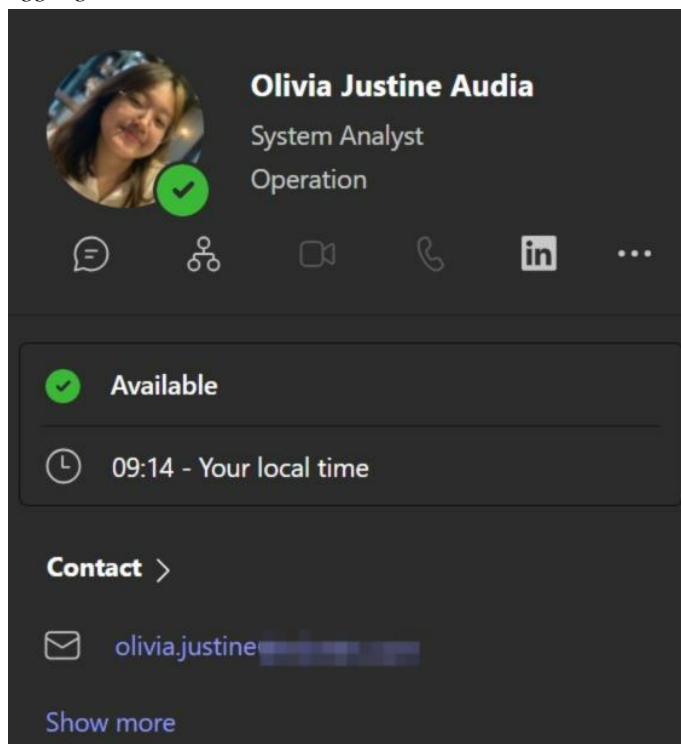 Olivia Justine Audia
System Analyst
Operation
in
Available
09:14 - Your local time
Contact >
olivia.justine
Show more